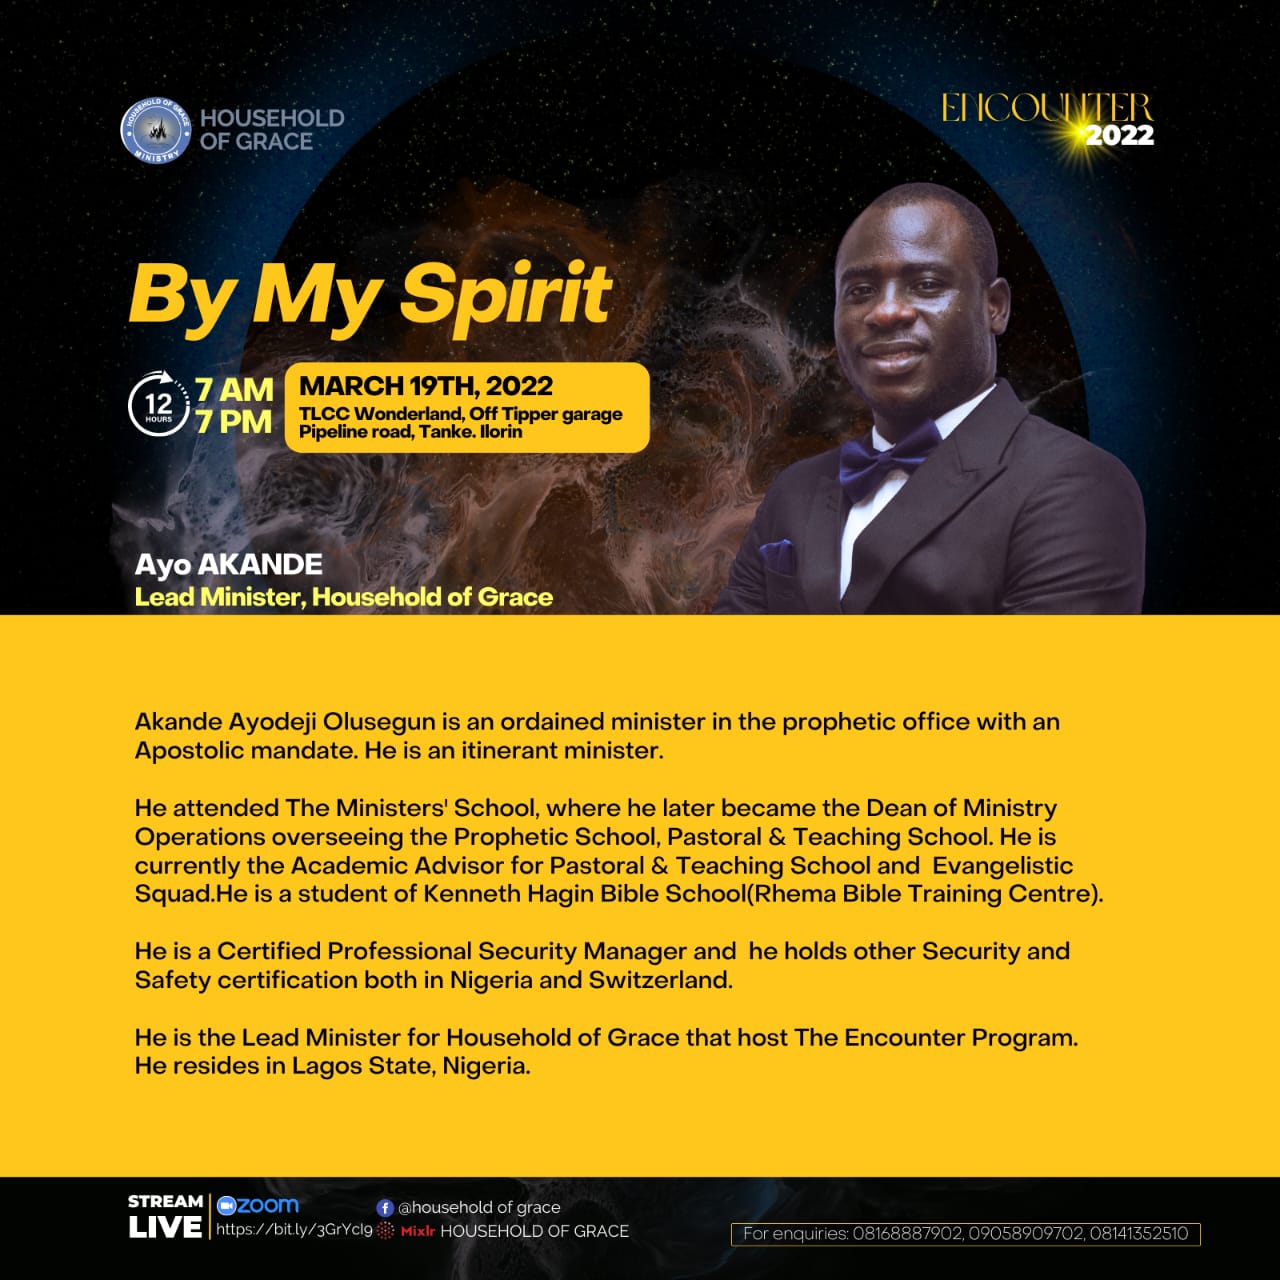 HOUSEHOLD OF GRACE
MINISTRY
HOUSEHOLD
OF GRACE
ENCOUNTER
2022
By My Spirit
12
HOURS
7 AM
7 PM
MARCH 19TH, 2022
TLCC Wonderland, Off Tipper garage
Pipeline road, Tanke. Ilorin
Ayo AKANDE
Lead Minister, Household of Grace
Akande Ayodeji Olusegun is an ordained minister in the prophetic office with an
Apostolic mandate. He is an itinerant minister.
He attended The Ministers' School, where he later became the Dean of Ministry
Operations overseeing the Prophetic School, Pastoral & Teaching School. He is
currently the Academic Advisor for Pastoral & Teaching School and  Evangelistic
Squad.He is a student of Kenneth Hagin Bible School(Rhema Bible Training Centre).
He is a Certified Professional Security Manager and  he holds other Security and
Safety certification both in Nigeria and Switzerland.
He is the Lead Minister for Household of Grace that host The Encounter Program.
He resides in Lagos State, Nigeria.
STREAM
LIVE
zoom
https://bit.ly/3GrYcI9
@household of grace
Mixlr HOUSEHOLD OF GRACE
For enquiries: 08168887902, 09058909702, 08141352510